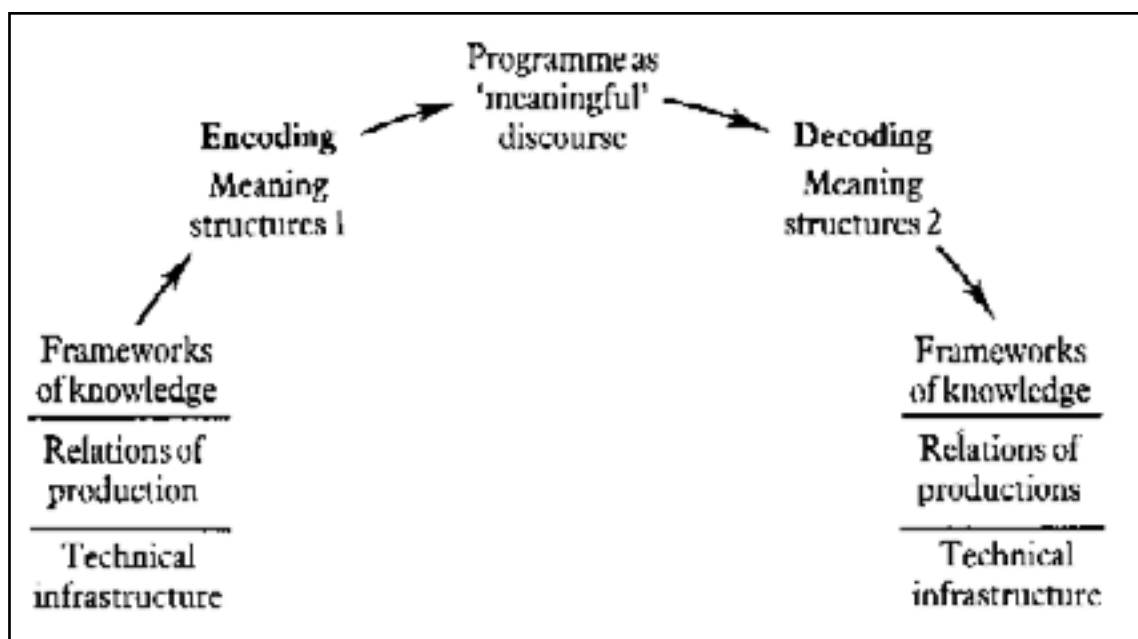 Programme as
'meaningful'
discourse
Encoding
Meaning
structures 1
Decoding
Meaning
structures 2
Frameworks
of knowledge
Relations of
production
Technical
infrastructure
Frameworks
of knowledge
Relations of
productions
Technical
infrastructure